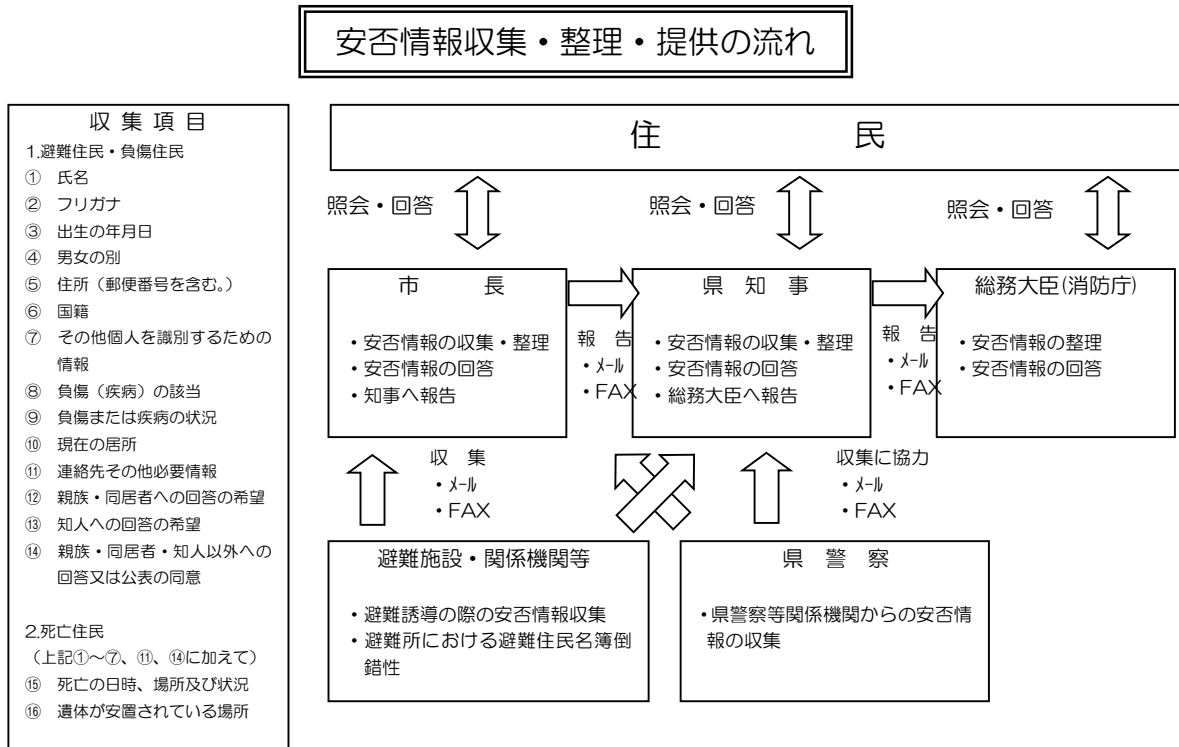 安否情報収集・整理・提供の流れ
収集項目
1.避難住民・負傷住民
① 氏名
② フリガナ
③ 出生の年月日
④ 男女の別
⑤ 住所（郵便番号を含む。）
⑥ 国籍
⑦ その他個人を識別するための
情報
⑧ 負傷（疾病）の該当
⑨ 負傷または疾病の状況
⑩ 現在の居所
⑪ 連絡先その他必要情報
⑫ 親族・同居者への回答の希望
⑬ 知人への回答の希望
⑭ 親族・同居者・知人以外への
回答又は公表の同意
2.死亡住民
（上記①～⑦、⑪、⑭に加えて）
⑮ 死亡の日時、場所及び状況
⑯ 遺体が安置されている場所
住民
照会・回答
照会・回答
照会・回答
市長
・安否情報の収集・整理
・安否情報の回答
・知事へ報告
報告
・ﾒｰﾙ
・FAX
県知事
・安否情報の収集・整理
・安否情報の回答
・総務大臣へ報告
報告
・ﾒｰﾙ
・FAX
総務大臣(消防庁)
・安否情報の整理
・安否情報の回答
収集
・ﾒｰﾙ
・FAX
収集に協力
・ﾒｰﾙ
・FAX
避難施設・関係機関等
・避難誘導の際の安否情報収集
・避難所における避難住民名簿倒
錯性
県警察
・県警察等関係機関からの安否情
報の収集